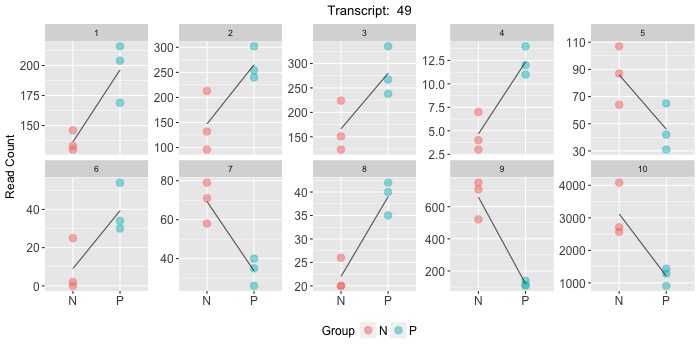 Transcript: 49
1 2 3 4 5
200 175 150
300 250 200 150 100
300 250 200 150
12.5 10.0 7.5 5.0 2.5
110 90 70 50 30
Read Count
6 7 8 9 10
40 20 0
80 60 40
40 35 30 25 20
600 400 200
4000 3000 2000 1000
N P N P N P N P N P
Group N P